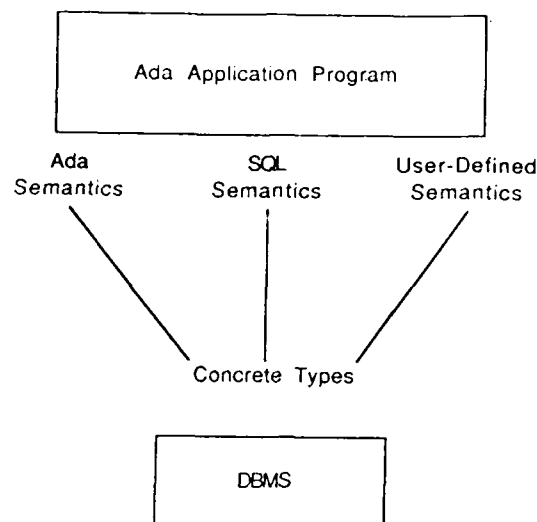 Ada Application Program
Ada SQL User-Defined
Semantics Semantics Semantics
Concrete Types
DBMS